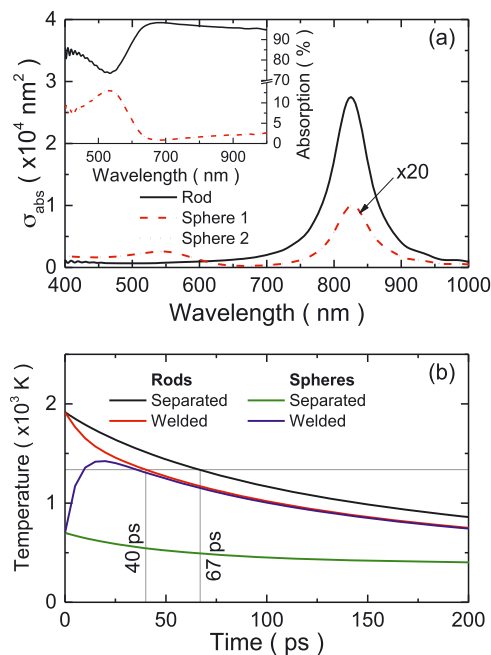 4
3
2
1
0
σabs ( x10⁴ nm² )
400 500 600 700 800 900 1000
Wavelength ( nm )
(a)
90
80
70
10
5
0
Absorption ( % )
500 700 900
Wavelength ( nm )
Rod
Sphere 1
Sphere 2
x20
(b)
Rods Spheres
Separated Separated
Welded Welded
2
1
0
Temperature ( x10³ K )
40 ps
67 ps
0 50 100 150 200
Time ( ps )